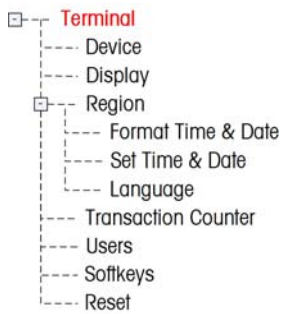 Terminal
Device
Display
Region
Format Time & Date
Set Time & Date
Language
Transaction Counter
Users
Softkeys
Reset